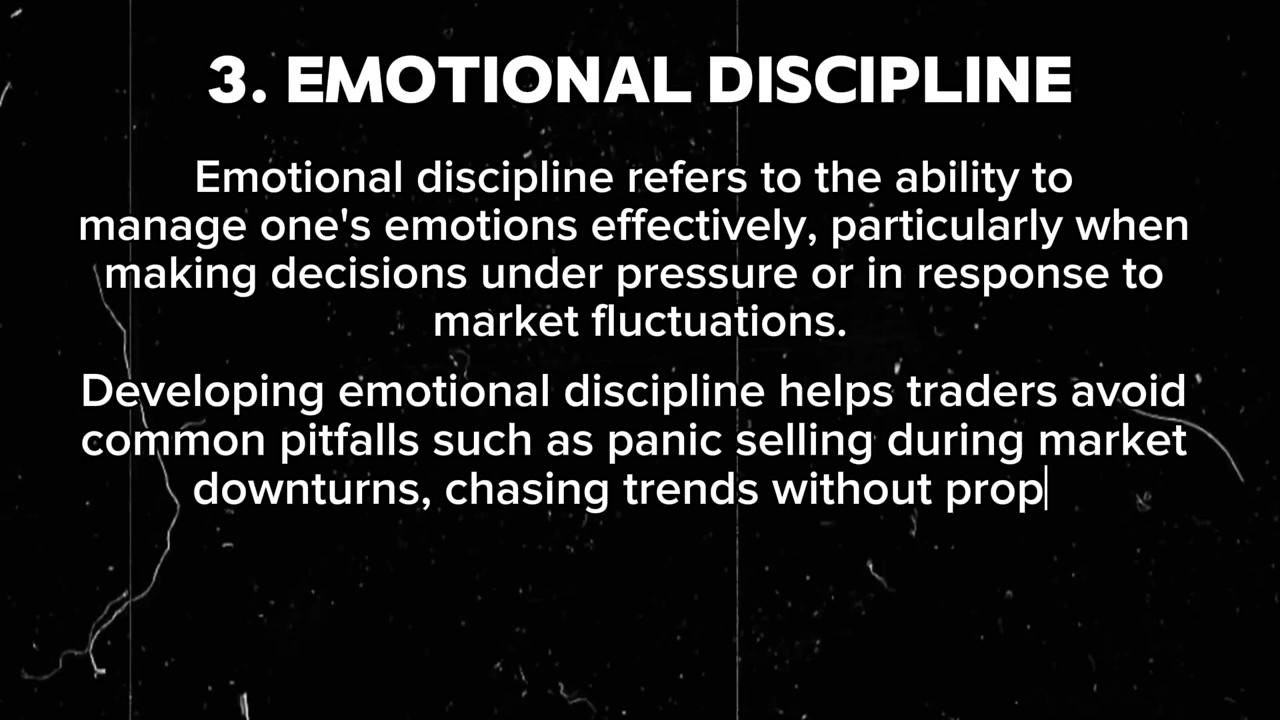 3. EMOTIONAL DISCIPLINE
Emotional discipline refers to the ability to
manage one's emotions effectively, particularly when
making decisions under pressure or in response to
market fluctuations.
Developing emotional discipline helps traders avoid
common pitfalls such as panic selling during market
downturns, chasing trends without prop